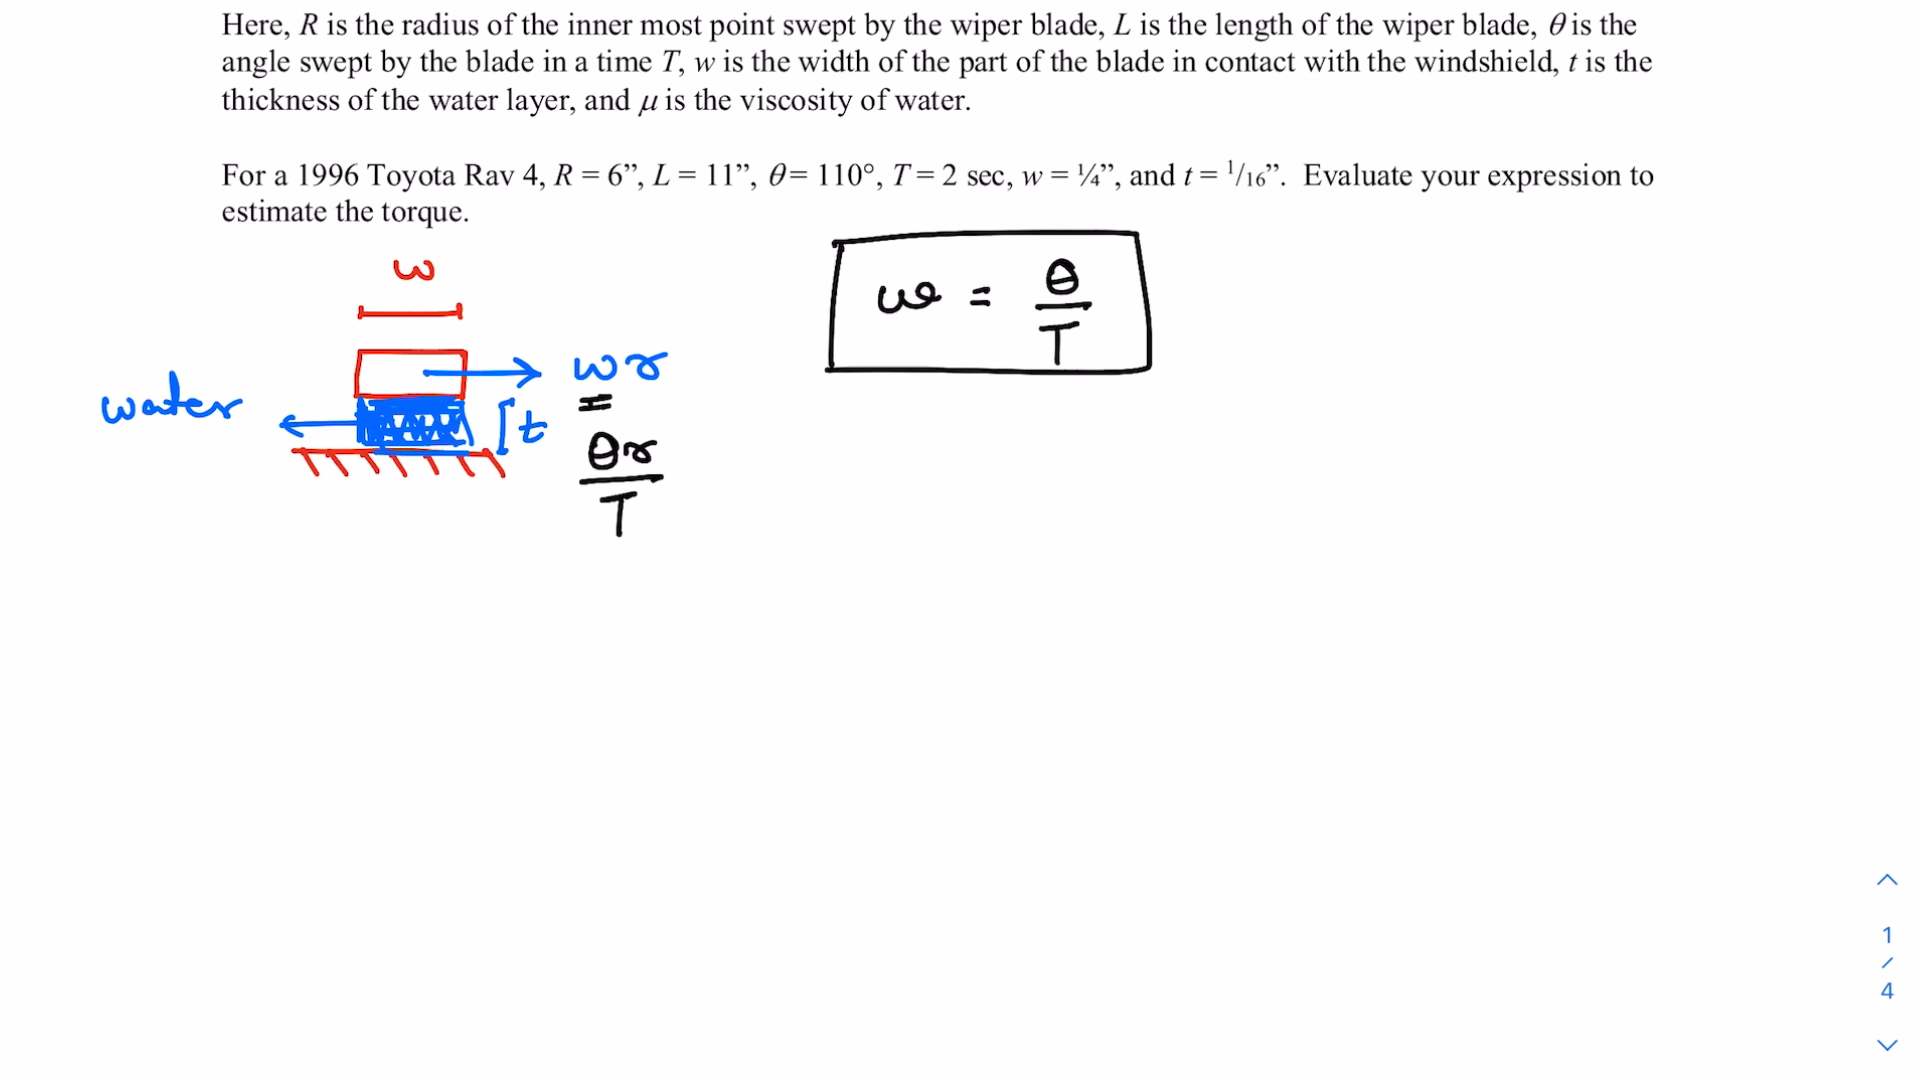 Here, R is the radius of the inner most point swept by the wiper blade, L is the length of the wiper blade, θ is the
angle swept by the blade in a time T, w is the width of the part of the blade in contact with the windshield, t is the
thickness of the water layer, and μ is the viscosity of water.
For a 1996 Toyota Rav 4, R = 6”, L = 11”, θ= 110°, T = 2 sec, w = ¼”, and t = 1/16”. Evaluate your expression to
estimate the torque.
ω
ω = θ/T
ωr
water
t
=
θr/T
1
/
4